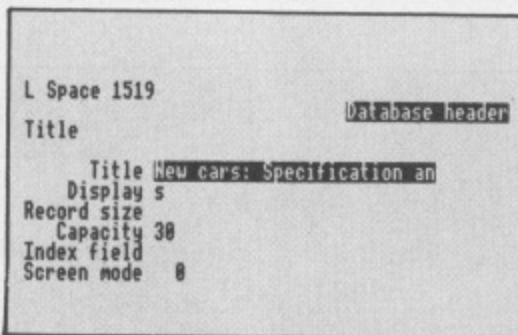 L Space 1519
Database header
Title
Title New cars: Specification an
Display s
Record size
Capacity 30
Index field
Screen mode 0